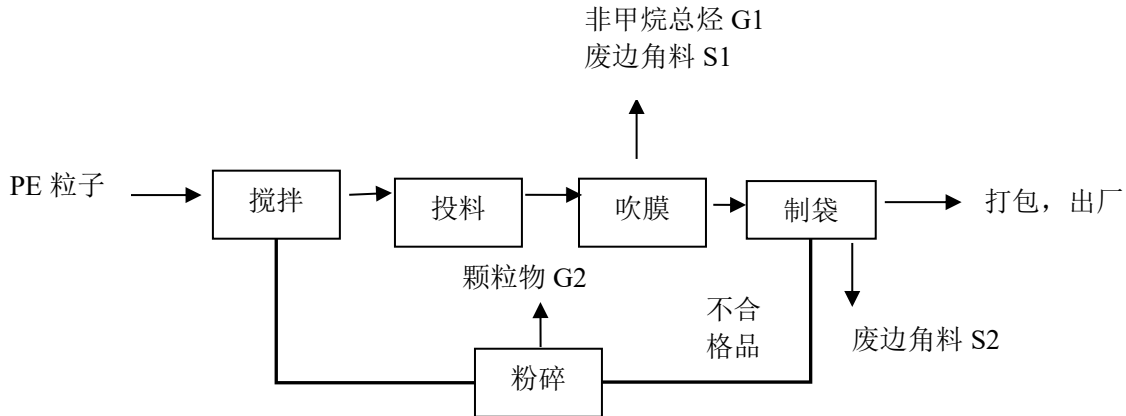 非甲烷总烃 G1
废边角料 S1
PE 粒子
搅拌
投料
吹膜
制袋
打包，出厂
颗粒物 G2
不合
格品
废边角料 S2
粉碎